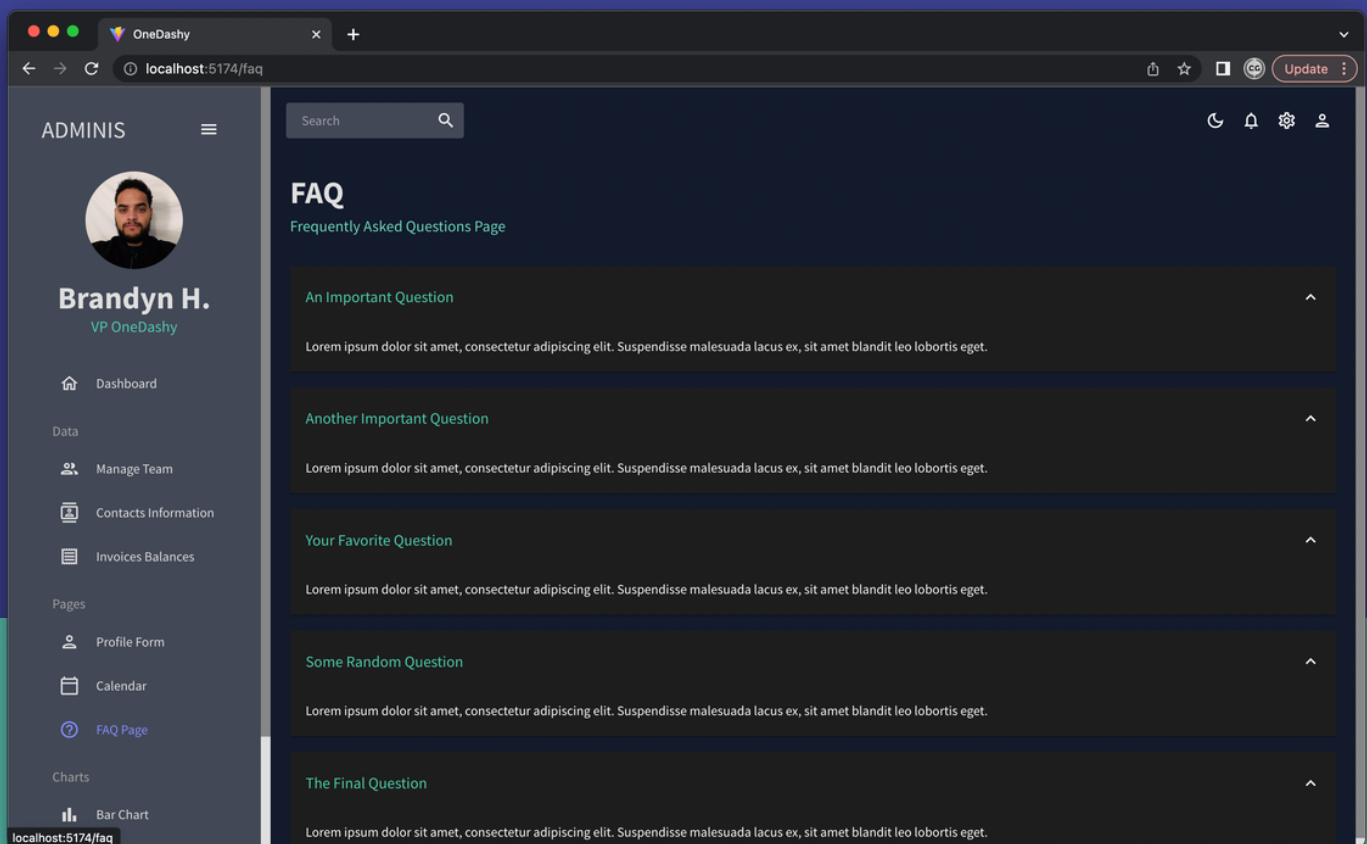 OneDashy
localhost:5174/faq
CG
Update
ADMINIS
Search
Brandyn H.
VP OneDashy
Dashboard
Data
Manage Team
Contacts Information
Invoices Balances
Pages
Profile Form
Calendar
FAQ Page
Charts
Bar Chart
FAQ
Frequently Asked Questions Page
An Important Question
Lorem ipsum dolor sit amet, consectetur adipiscing elit. Suspendisse malesuada lacus ex, sit amet blandit leo lobortis eget.
Another Important Question
Lorem ipsum dolor sit amet, consectetur adipiscing elit. Suspendisse malesuada lacus ex, sit amet blandit leo lobortis eget.
Your Favorite Question
Lorem ipsum dolor sit amet, consectetur adipiscing elit. Suspendisse malesuada lacus ex, sit amet blandit leo lobortis eget.
Some Random Question
Lorem ipsum dolor sit amet, consectetur adipiscing elit. Suspendisse malesuada lacus ex, sit amet blandit leo lobortis eget.
The Final Question
Lorem ipsum dolor sit amet, consectetur adipiscing elit. Suspendisse malesuada lacus ex, sit amet blandit leo lobortis eget.
localhost:5174/faq